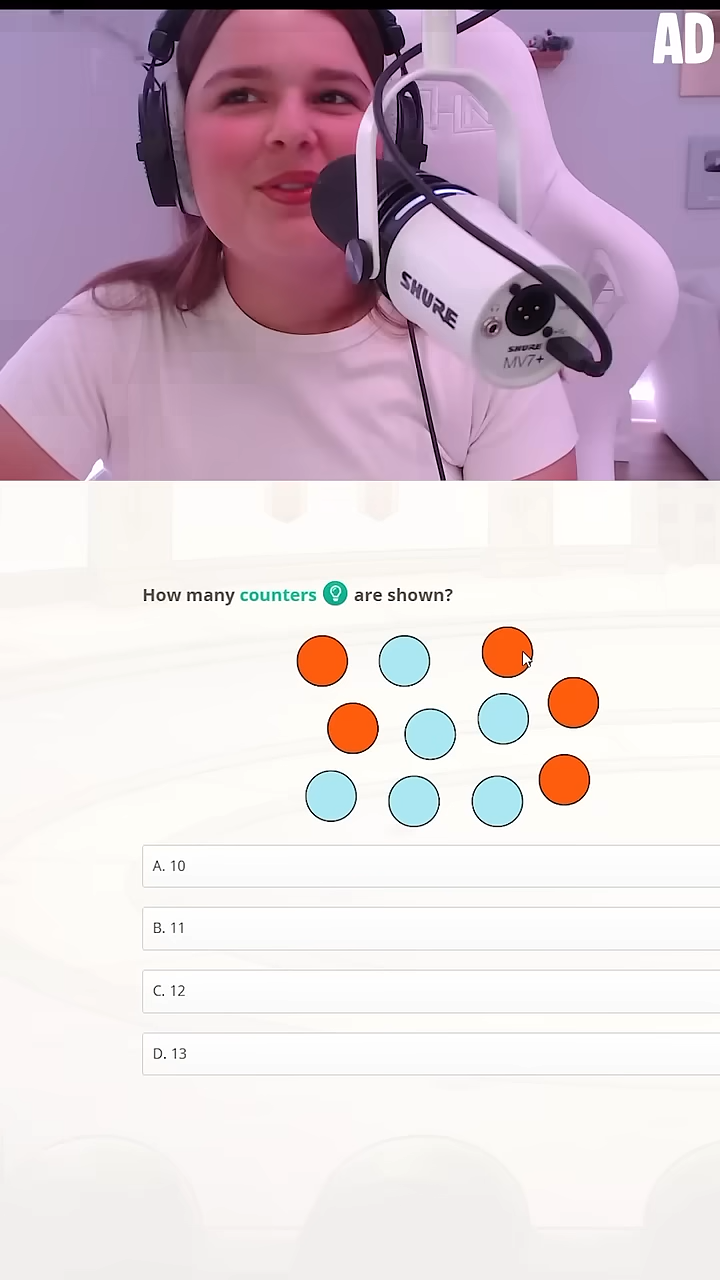 AD
SHURE
SHURE
MV7+
How many counters are shown?
A. 10
B. 11
C. 12
D. 13